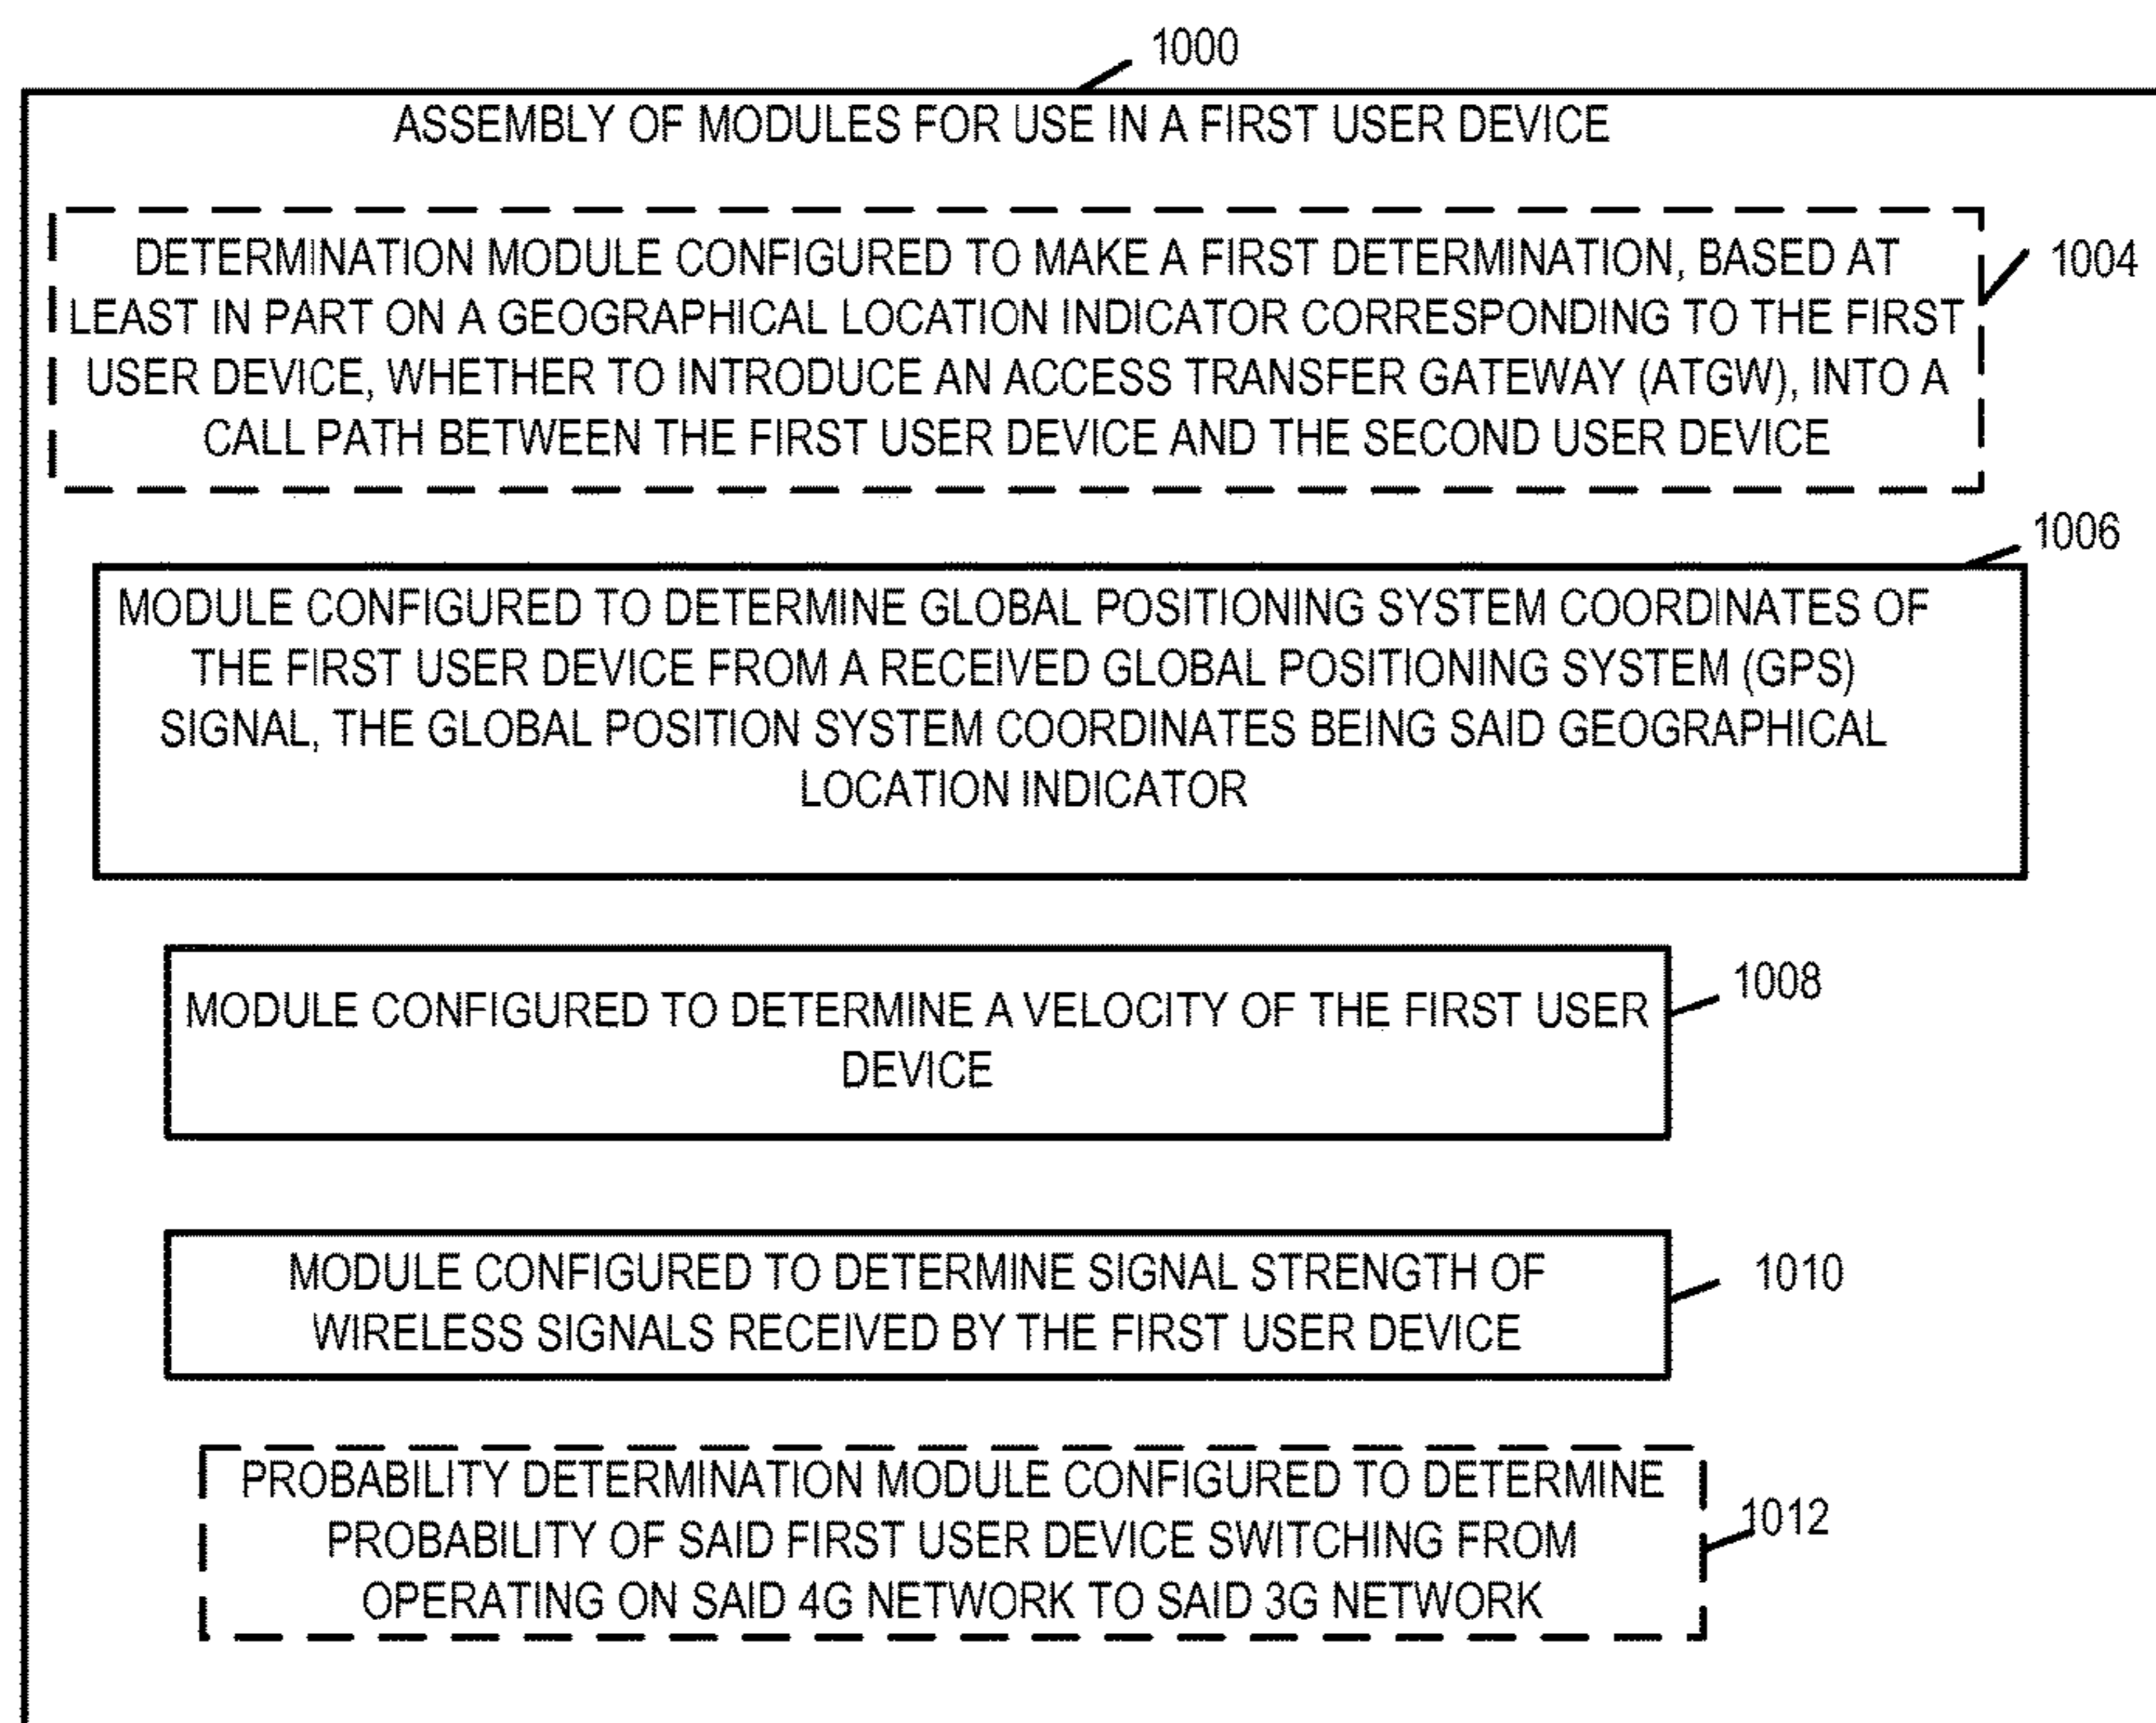 1000
ASSEMBLY OF MODULES FOR USE IN A FIRST USER DEVICE
DETERMINATION MODULE CONFIGURED TO MAKE A FIRST DETERMINATION, BASED AT
LEAST IN PART ON A GEOGRAPHICAL LOCATION INDICATOR CORRESPONDING TO THE FIRST
USER DEVICE, WHETHER TO INTRODUCE AN ACCESS TRANSFER GATEWAY (ATGW), INTO A
CALL PATH BETWEEN THE FIRST USER DEVICE AND THE SECOND USER DEVICE
1004
1006
MODULE CONFIGURED TO DETERMINE GLOBAL POSITIONING SYSTEM COORDINATES OF
THE FIRST USER DEVICE FROM A RECEIVED GLOBAL POSITIONING SYSTEM (GPS)
SIGNAL, THE GLOBAL POSITION SYSTEM COORDINATES BEING SAID GEOGRAPHICAL
LOCATION INDICATOR
1008
MODULE CONFIGURED TO DETERMINE A VELOCITY OF THE FIRST USER
DEVICE
1010
MODULE CONFIGURED TO DETERMINE SIGNAL STRENGTH OF
WIRELESS SIGNALS RECEIVED BY THE FIRST USER DEVICE
PROBABILITY DETERMINATION MODULE CONFIGURED TO DETERMINE
PROBABILITY OF SAID FIRST USER DEVICE SWITCHING FROM
OPERATING ON SAID 4G NETWORK TO SAID 3G NETWORK
1012